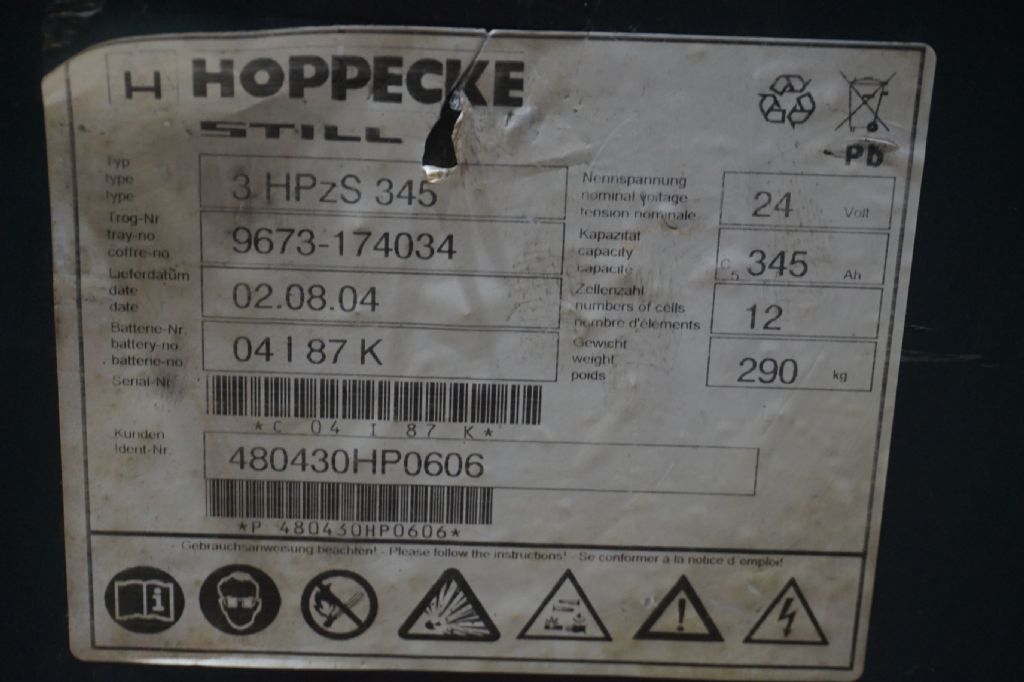 H HOPPECKE
STILL
Pb
Typ
type
type
3 HPzS 345
Trog-Nr
tray-no
coffre-no
9673-174034
Lieferdatum
date
date
02.08.04
Batterie-Nr.
battery-no
batterie-no
04 I 87 K
Serial-Nr
*C 04 I 87 K*
Kunden
Ident-Nr.
480430HP0606
*P 480430HP0606*
Nennspannung
nominal voltage
tension nominale
24 Volt
Kapazität
capacity
capacité
C5 345 Ah
Zellenzahl
numbers of cells
nombre d'éléments
12
Gewicht
weight
poids
290 kg
Gebrauchsanweisung beachten! - Please follow the instructions! - Se conformer à la notice d'emploi!